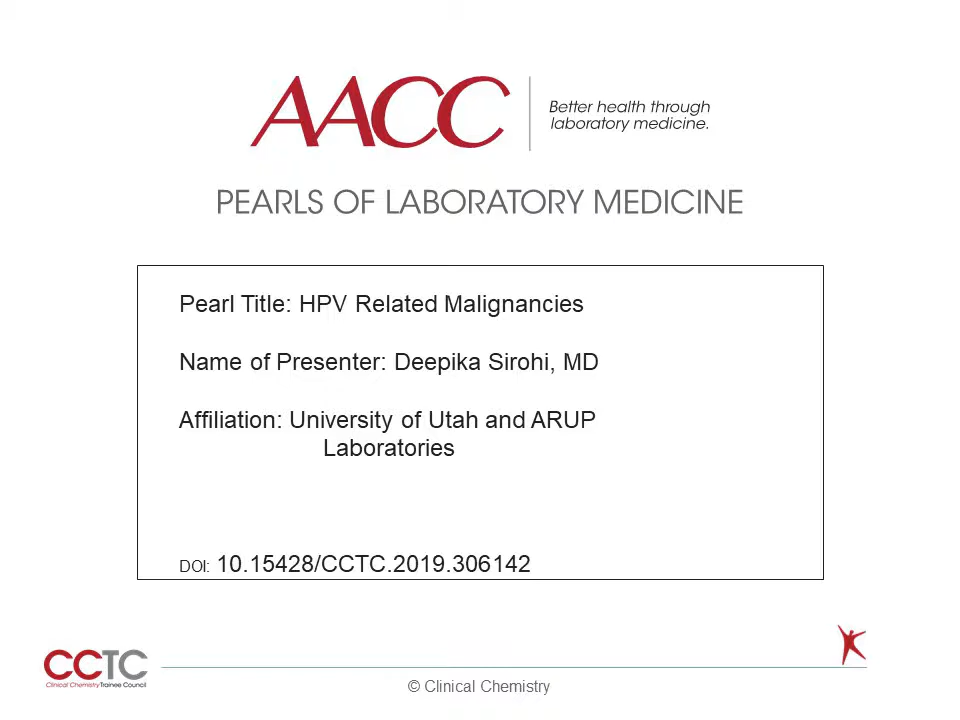 AACC
Better health through
laboratory medicine.
PEARLS OF LABORATORY MEDICINE
Pearl Title: HPV Related Malignancies
Name of Presenter: Deepika Sirohi, MD
Affiliation: University of Utah and ARUP
Laboratories
DOI: 10.15428/CCTC.2019.306142
CCTC
Clinical Chemistry Trainee Council
© Clinical Chemistry